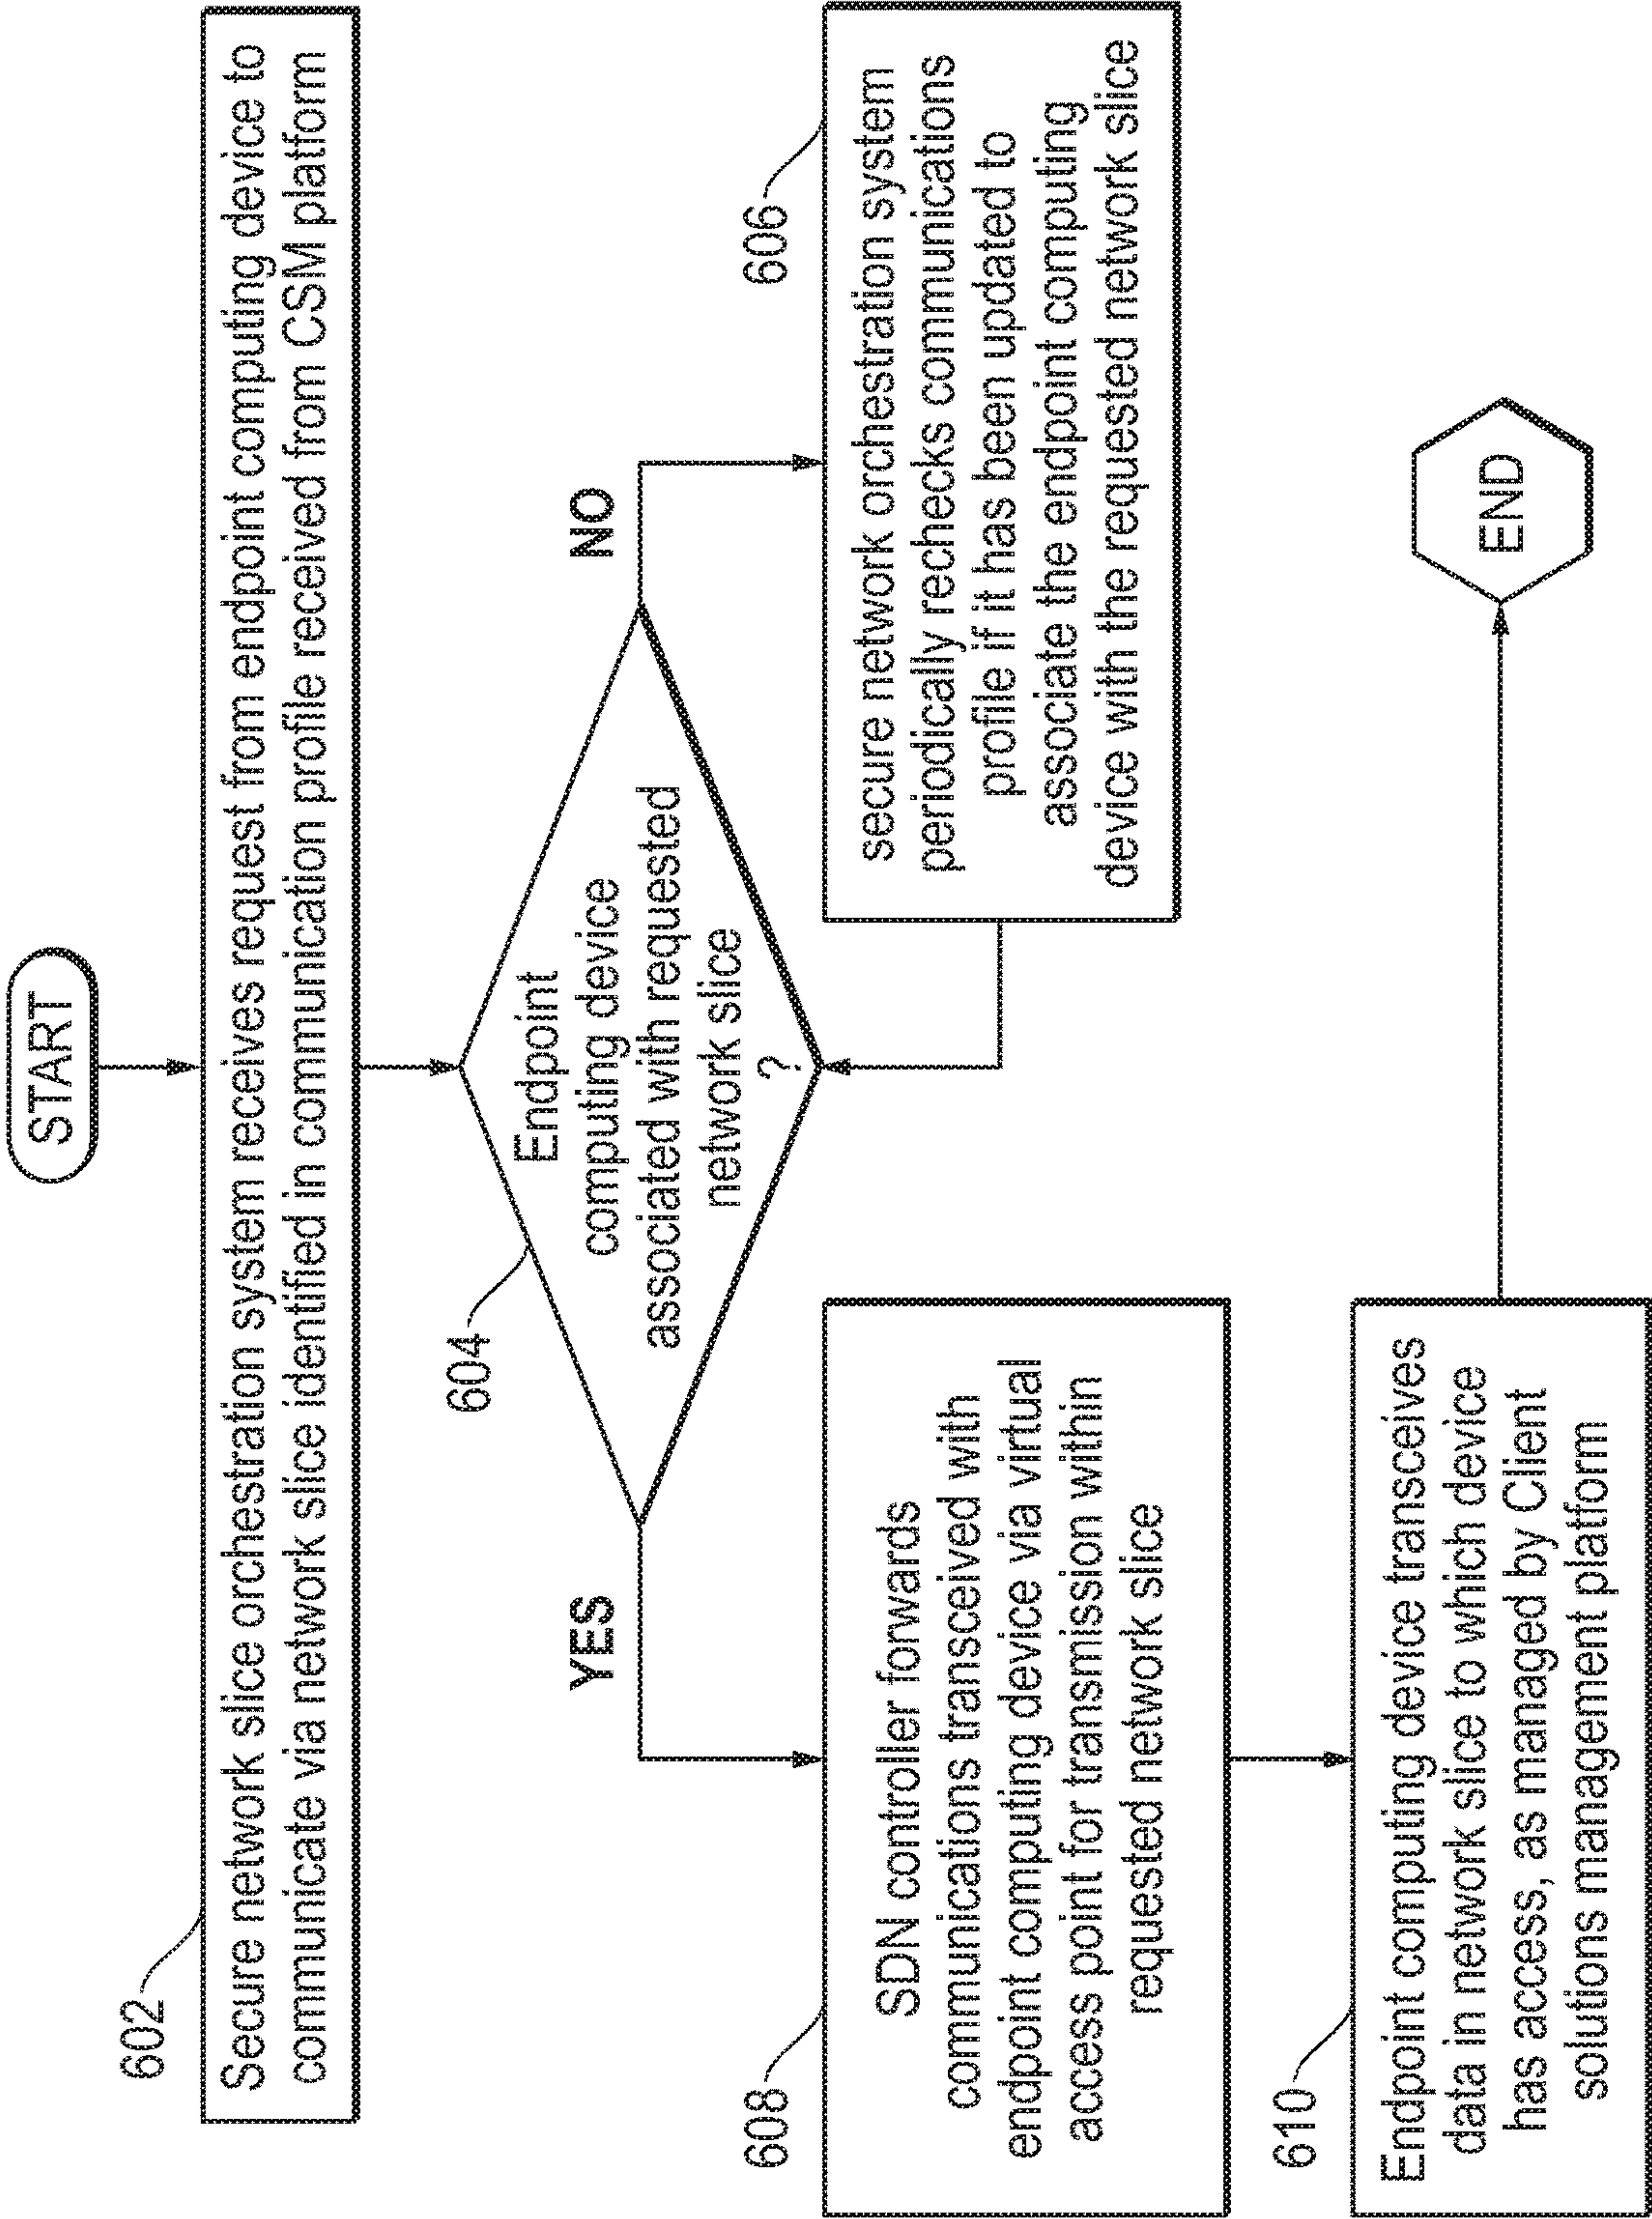 START
602
Secure network slice orchestration system receives request from endpoint computing device to
communicate via network slice identified in communication profile received from CSM platform
604
Endpoint
computing device
associated with requested
network slice
?
YES
NO
606
secure network orchestration system
periodically rechecks communications
profile if it has been updated to
associate the endpoint computing
device with the requested network slice
608
SDN controller forwards
communications transceived with
endpoint computing device via virtual
access point for transmission within
requested network slice
610
Endpoint computing device transceives
data in network slice to which device
has access, as managed by Client
solutions management platform
END